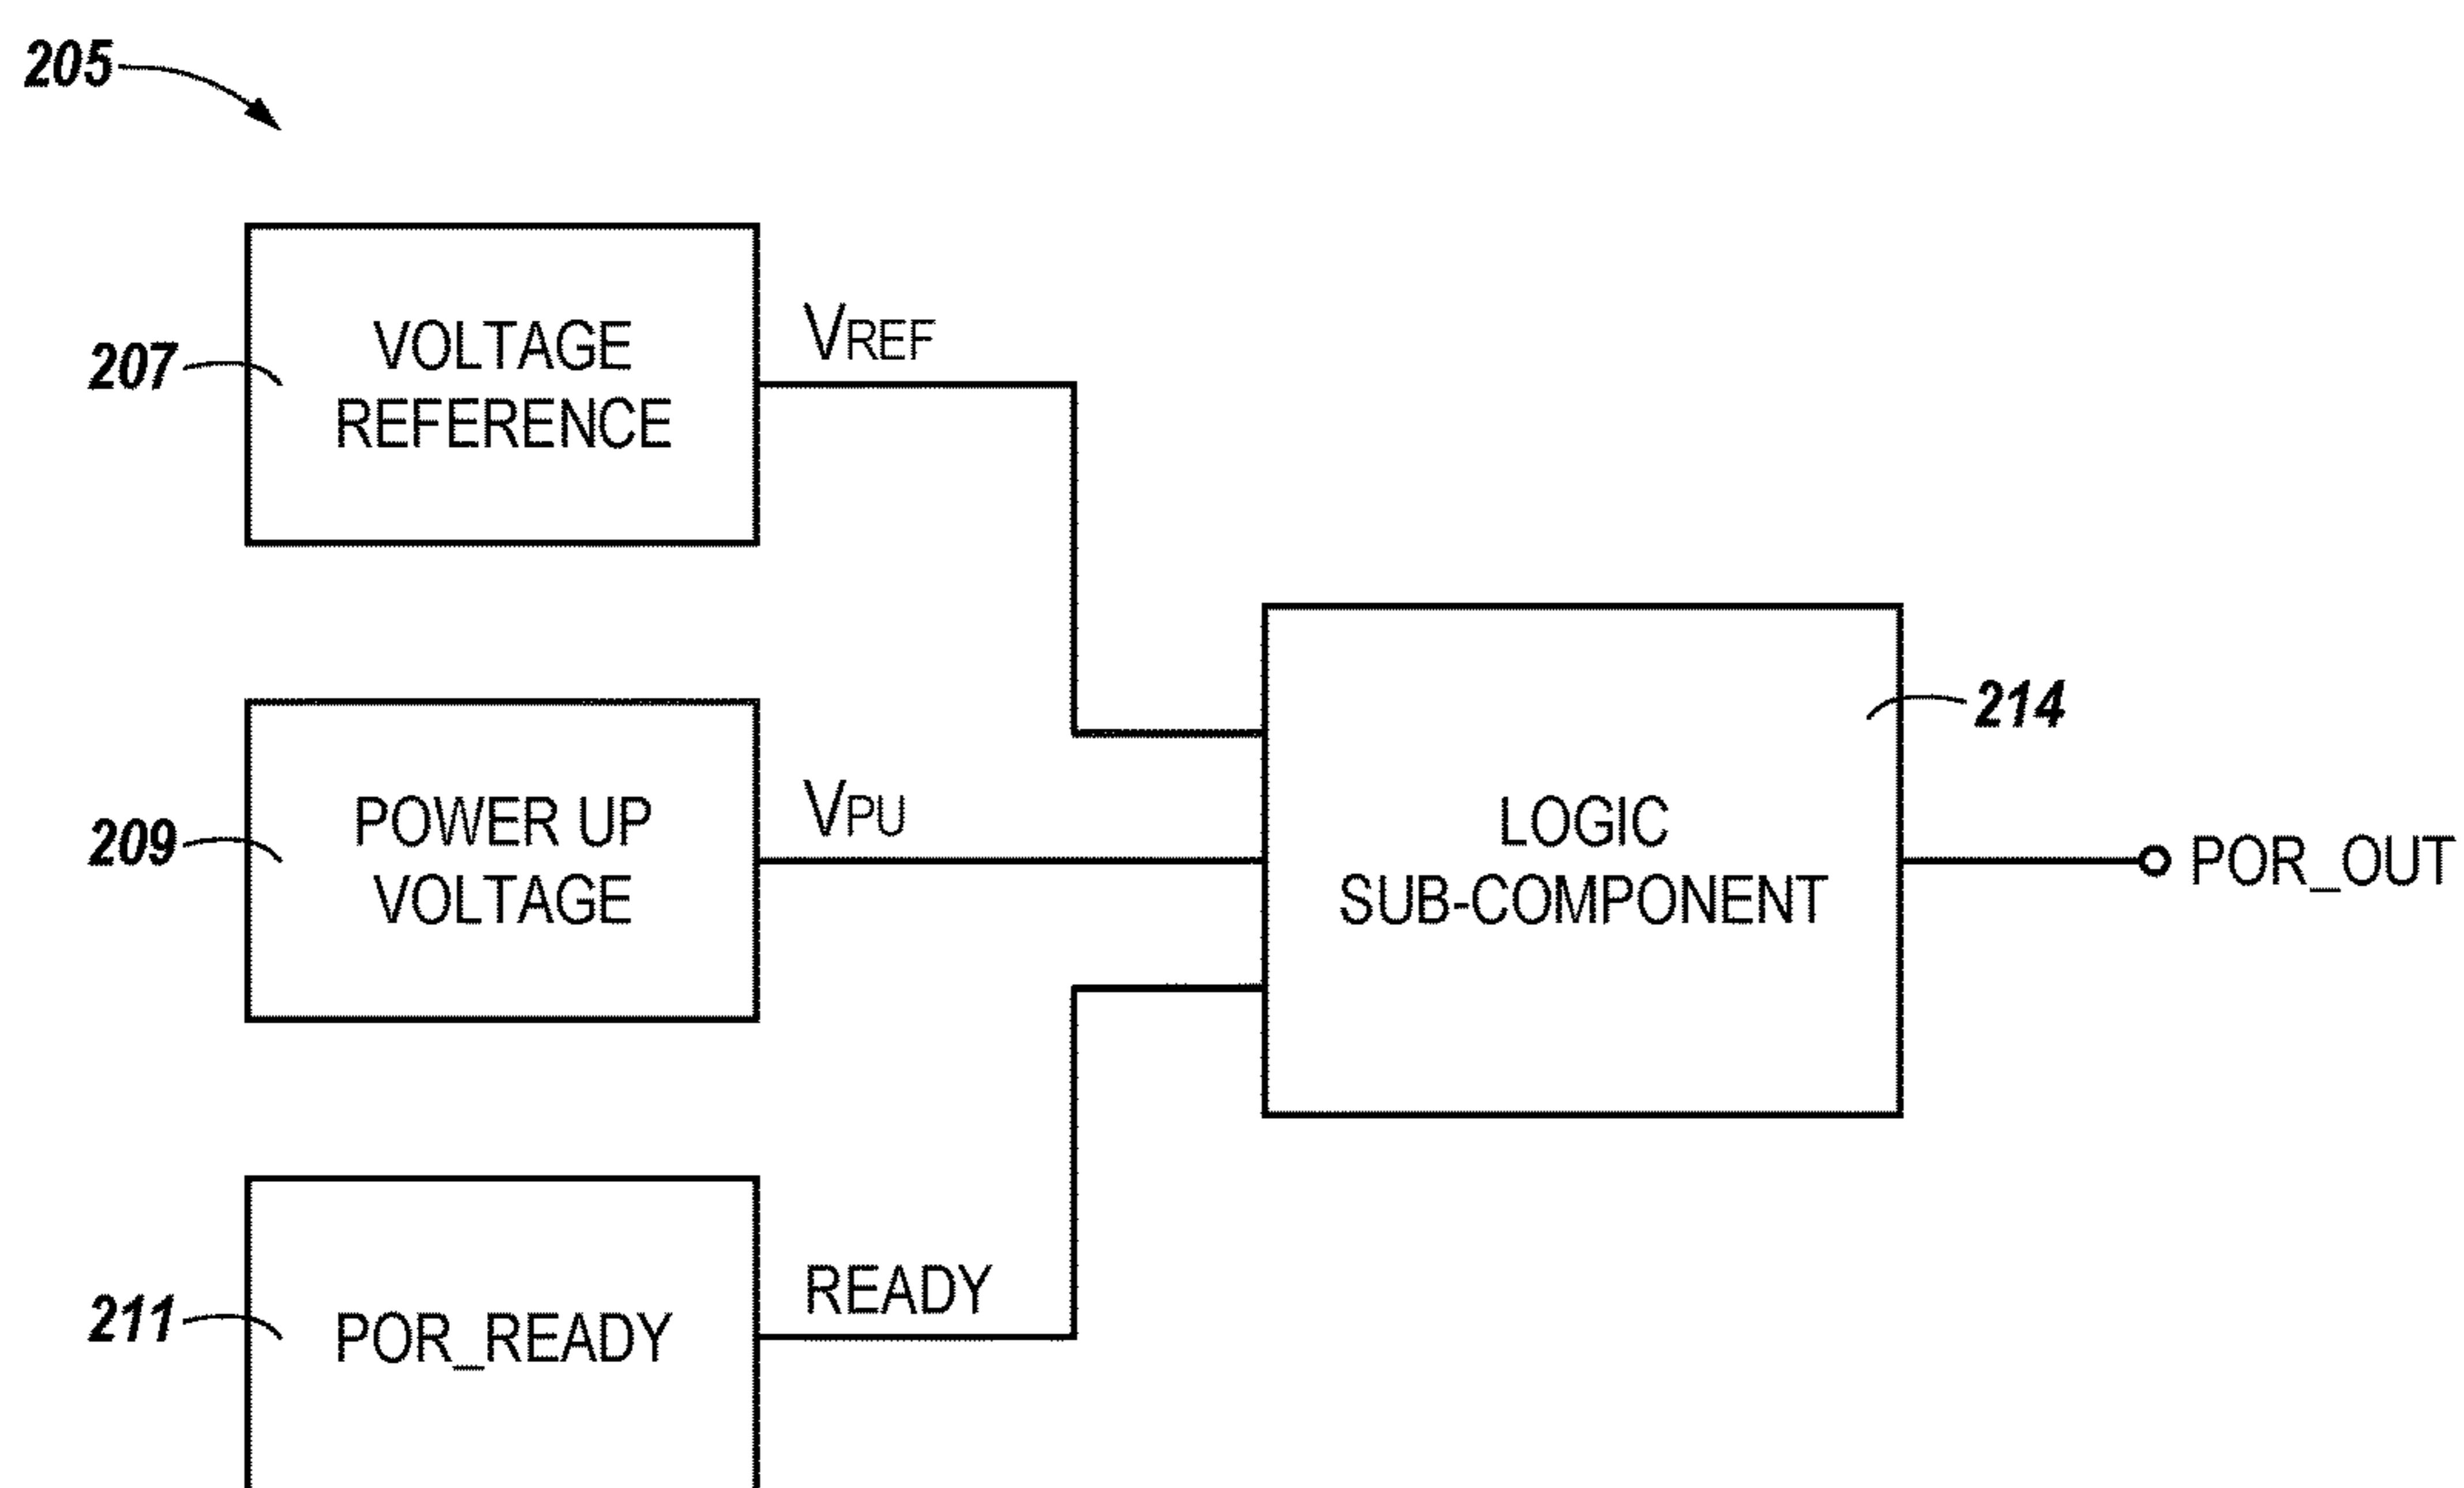 205
VOLTAGE
REFERENCE
207
VREF
POWER UP
VOLTAGE
209
VPU
POR_READY
211
READY
LOGIC
SUB-COMPONENT
214
POR_OUT